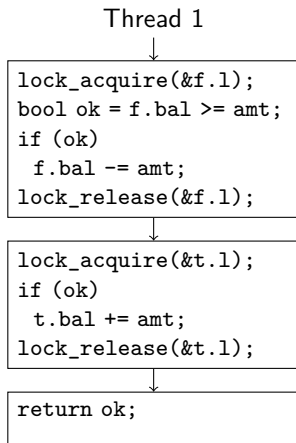 Thread 1
lock_acquire(&f.l);
bool ok = f.bal >= amt;
if (ok)
f.bal -= amt;
lock_release(&f.l);
lock_acquire(&t.l);
if (ok)
t.bal += amt;
lock_release(&t.l);
return ok;